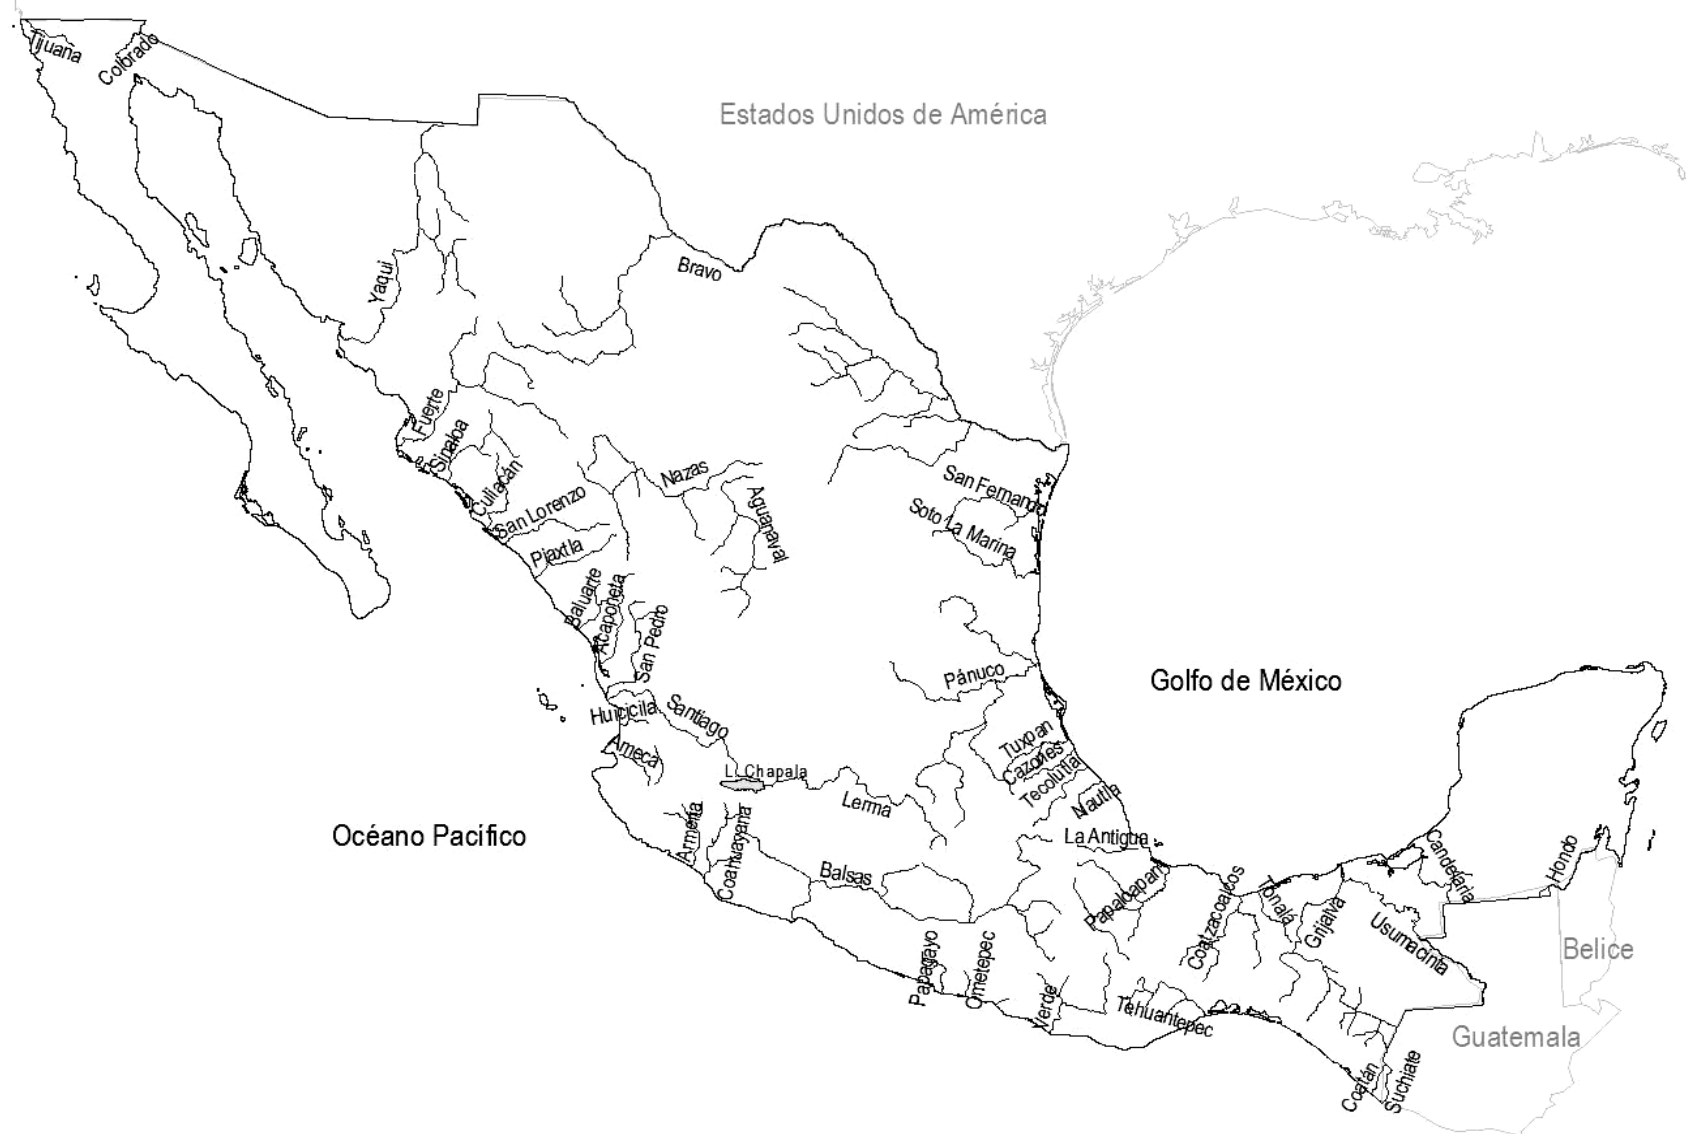 Tijuana
Colorado
Estados Unidos de América
Bravo
Yaqui
Fuerte
Sinaloa
Culiacán
San Lorenzo
Nazas
Aguanaval
San Fernando
Soto La Marina
Piaxtla
Baluarte
Acaponeta
San Pedro
Pánuco
Golfo de México
Huicicila
Santiago
Ameca
L. Chapala
Lerma
Tuxpan
Cazones
Tecolutla
Nautla
La Antigua
Océano Pacífico
Armería
Coahuayana
Balsas
Papaloapan
Coatzacoalcos
Tonalá
Grijalva
Usumacinta
Candelaria
Hondo
Belice
Papagayo
Ometepec
Verde
Tehuantepec
Guatemala
Coatán
Suchiate